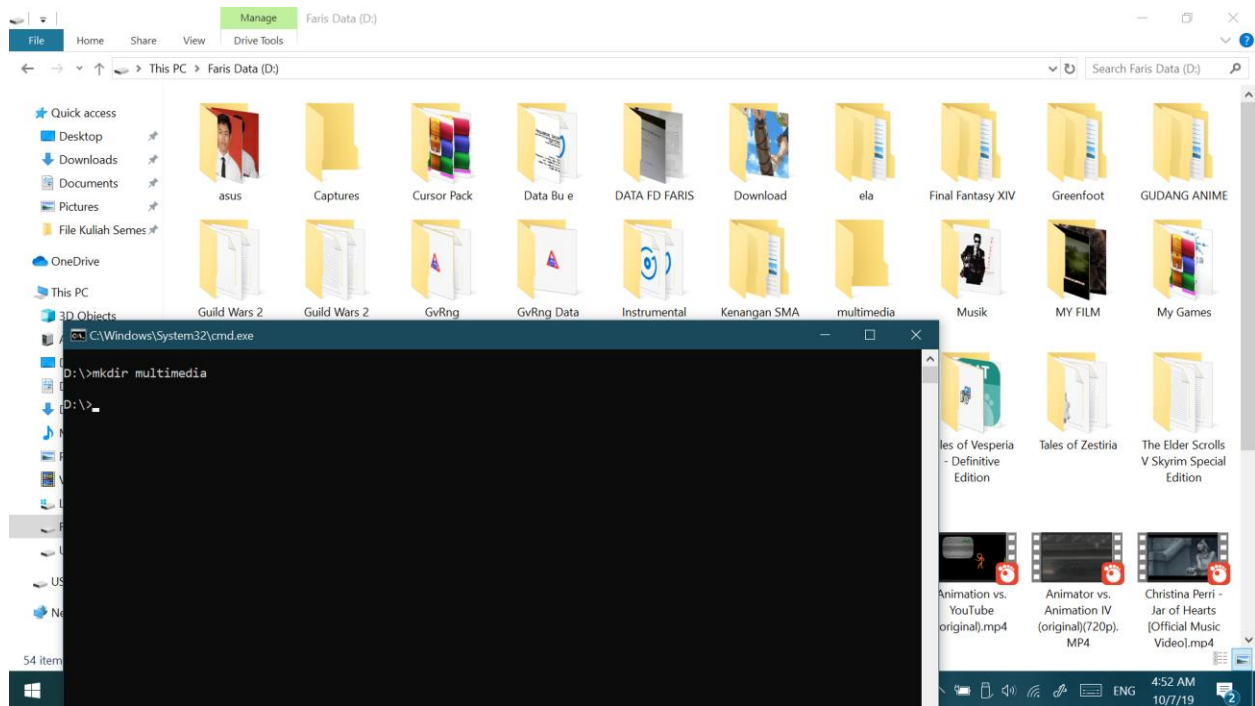 Manage
Faris Data (D:)
File Home Share View Drive Tools
This PC > Faris Data (D:)
Search Faris Data (D:)
Quick access
Desktop
Downloads
Documents
Pictures
File Kuliah Semes
OneDrive
This PC
3D Objects
asus Captures Cursor Pack Data Bu e DATA FD FARIS Download ela Final Fantasy XIV Greenfoot GUDANG ANIME
Guild Wars 2 Guild Wars 2 GvRng GvRng Data Instrumental Kenangan SMA multimedia Musik MY FILM My Games
C:\Windows\System32\cmd.exe
D:\>mkdir multimedia
D:\>_
les of Vesperia
- Definitive
Edition
Tales of Zestiria
The Elder Scrolls
V Skyrim Special
Edition
Animation vs.
YouTube
original).mp4
Animator vs.
Animation IV
(original)(720p).
MP4
Christina Perri -
Jar of Hearts
[Official Music
Video].mp4
54 item
ENG
4:52 AM
10/7/19
2